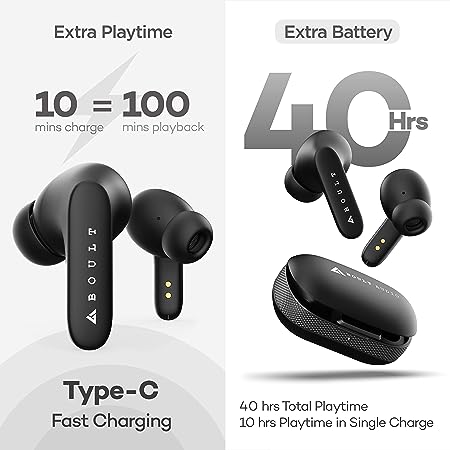 Extra Playtime
10 = 100
mins charge mins playback
BOULT
Type-C
Fast Charging
Extra Battery
40 Hrs
BOULT
BOULT AUDIO
40 hrs Total Playtime
10 hrs Playtime in Single Charge